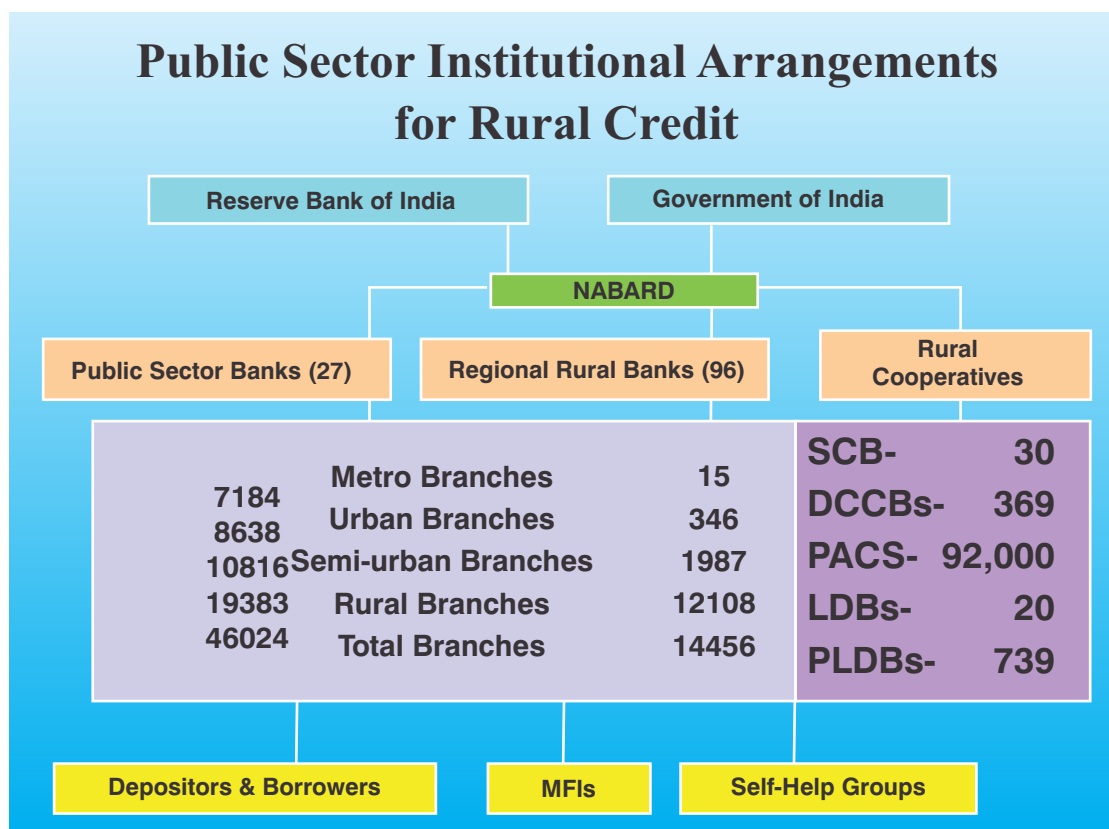 Public Sector Institutional Arrangements
for Rural Credit
Reserve Bank of India
Government of India
NABARD
Public Sector Banks (27)
Regional Rural Banks (96)
Rural
Cooperatives
7184 Metro Branches 15
8638 Urban Branches 346
10816 Semi-urban Branches 1987
19383 Rural Branches 12108
46024 Total Branches 14456
SCB- 30
DCCBs- 369
PACS- 92,000
LDBs- 20
PLDBs- 739
Depositors & Borrowers
MFIs
Self-Help Groups